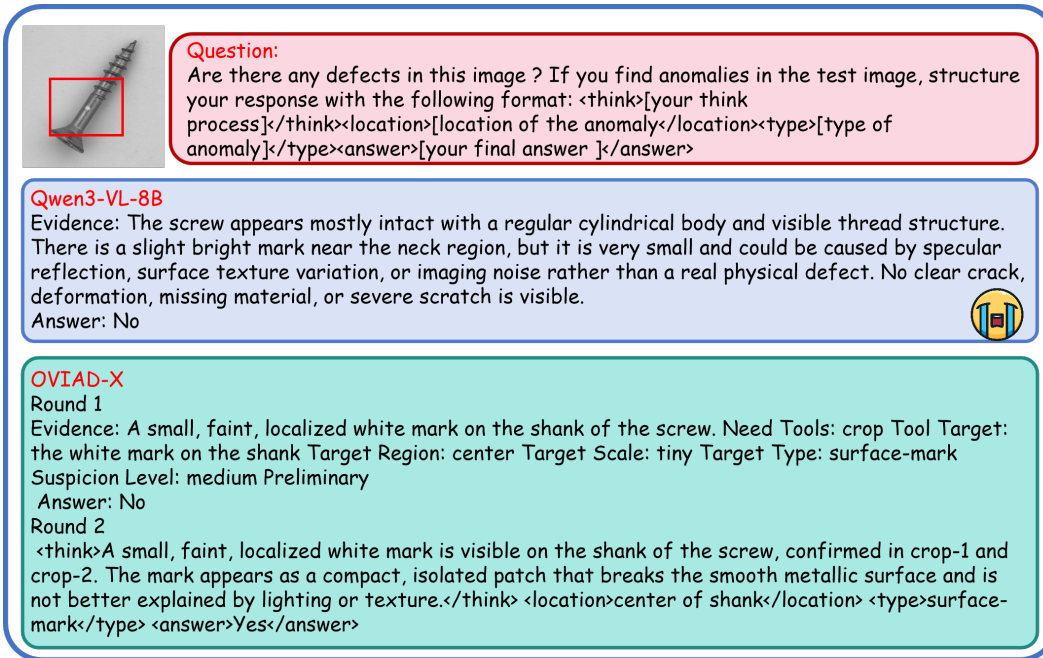 Question:
Are there any defects in this image ? If you find anomalies in the test image, structure
your response with the following format: <think>[your think
process]</think><location>[location of the anomaly</location><type>[type of
anomaly]</type><answer>[your final answer ]</answer>
Qwen3-VL-8B
Evidence: The screw appears mostly intact with a regular cylindrical body and visible thread structure.
There is a slight bright mark near the neck region, but it is very small and could be caused by specular
reflection, surface texture variation, or imaging noise rather than a real physical defect. No clear crack,
deformation, missing material, or severe scratch is visible.
Answer: No
OVIAD-X
Round 1
Evidence: A small, faint, localized white mark on the shank of the screw. Need Tools: crop Tool Target:
the white mark on the shank Target Region: center Target Scale: tiny Target Type: surface-mark
Suspicion Level: medium Preliminary
Answer: No
Round 2
<think>A small, faint, localized white mark is visible on the shank of the screw, confirmed in crop-1 and
crop-2. The mark appears as a compact, isolated patch that breaks the smooth metallic surface and is
not better explained by lighting or texture.</think> <location>center of shank</location> <type>surface-
mark</type> <answer>Yes</answer>